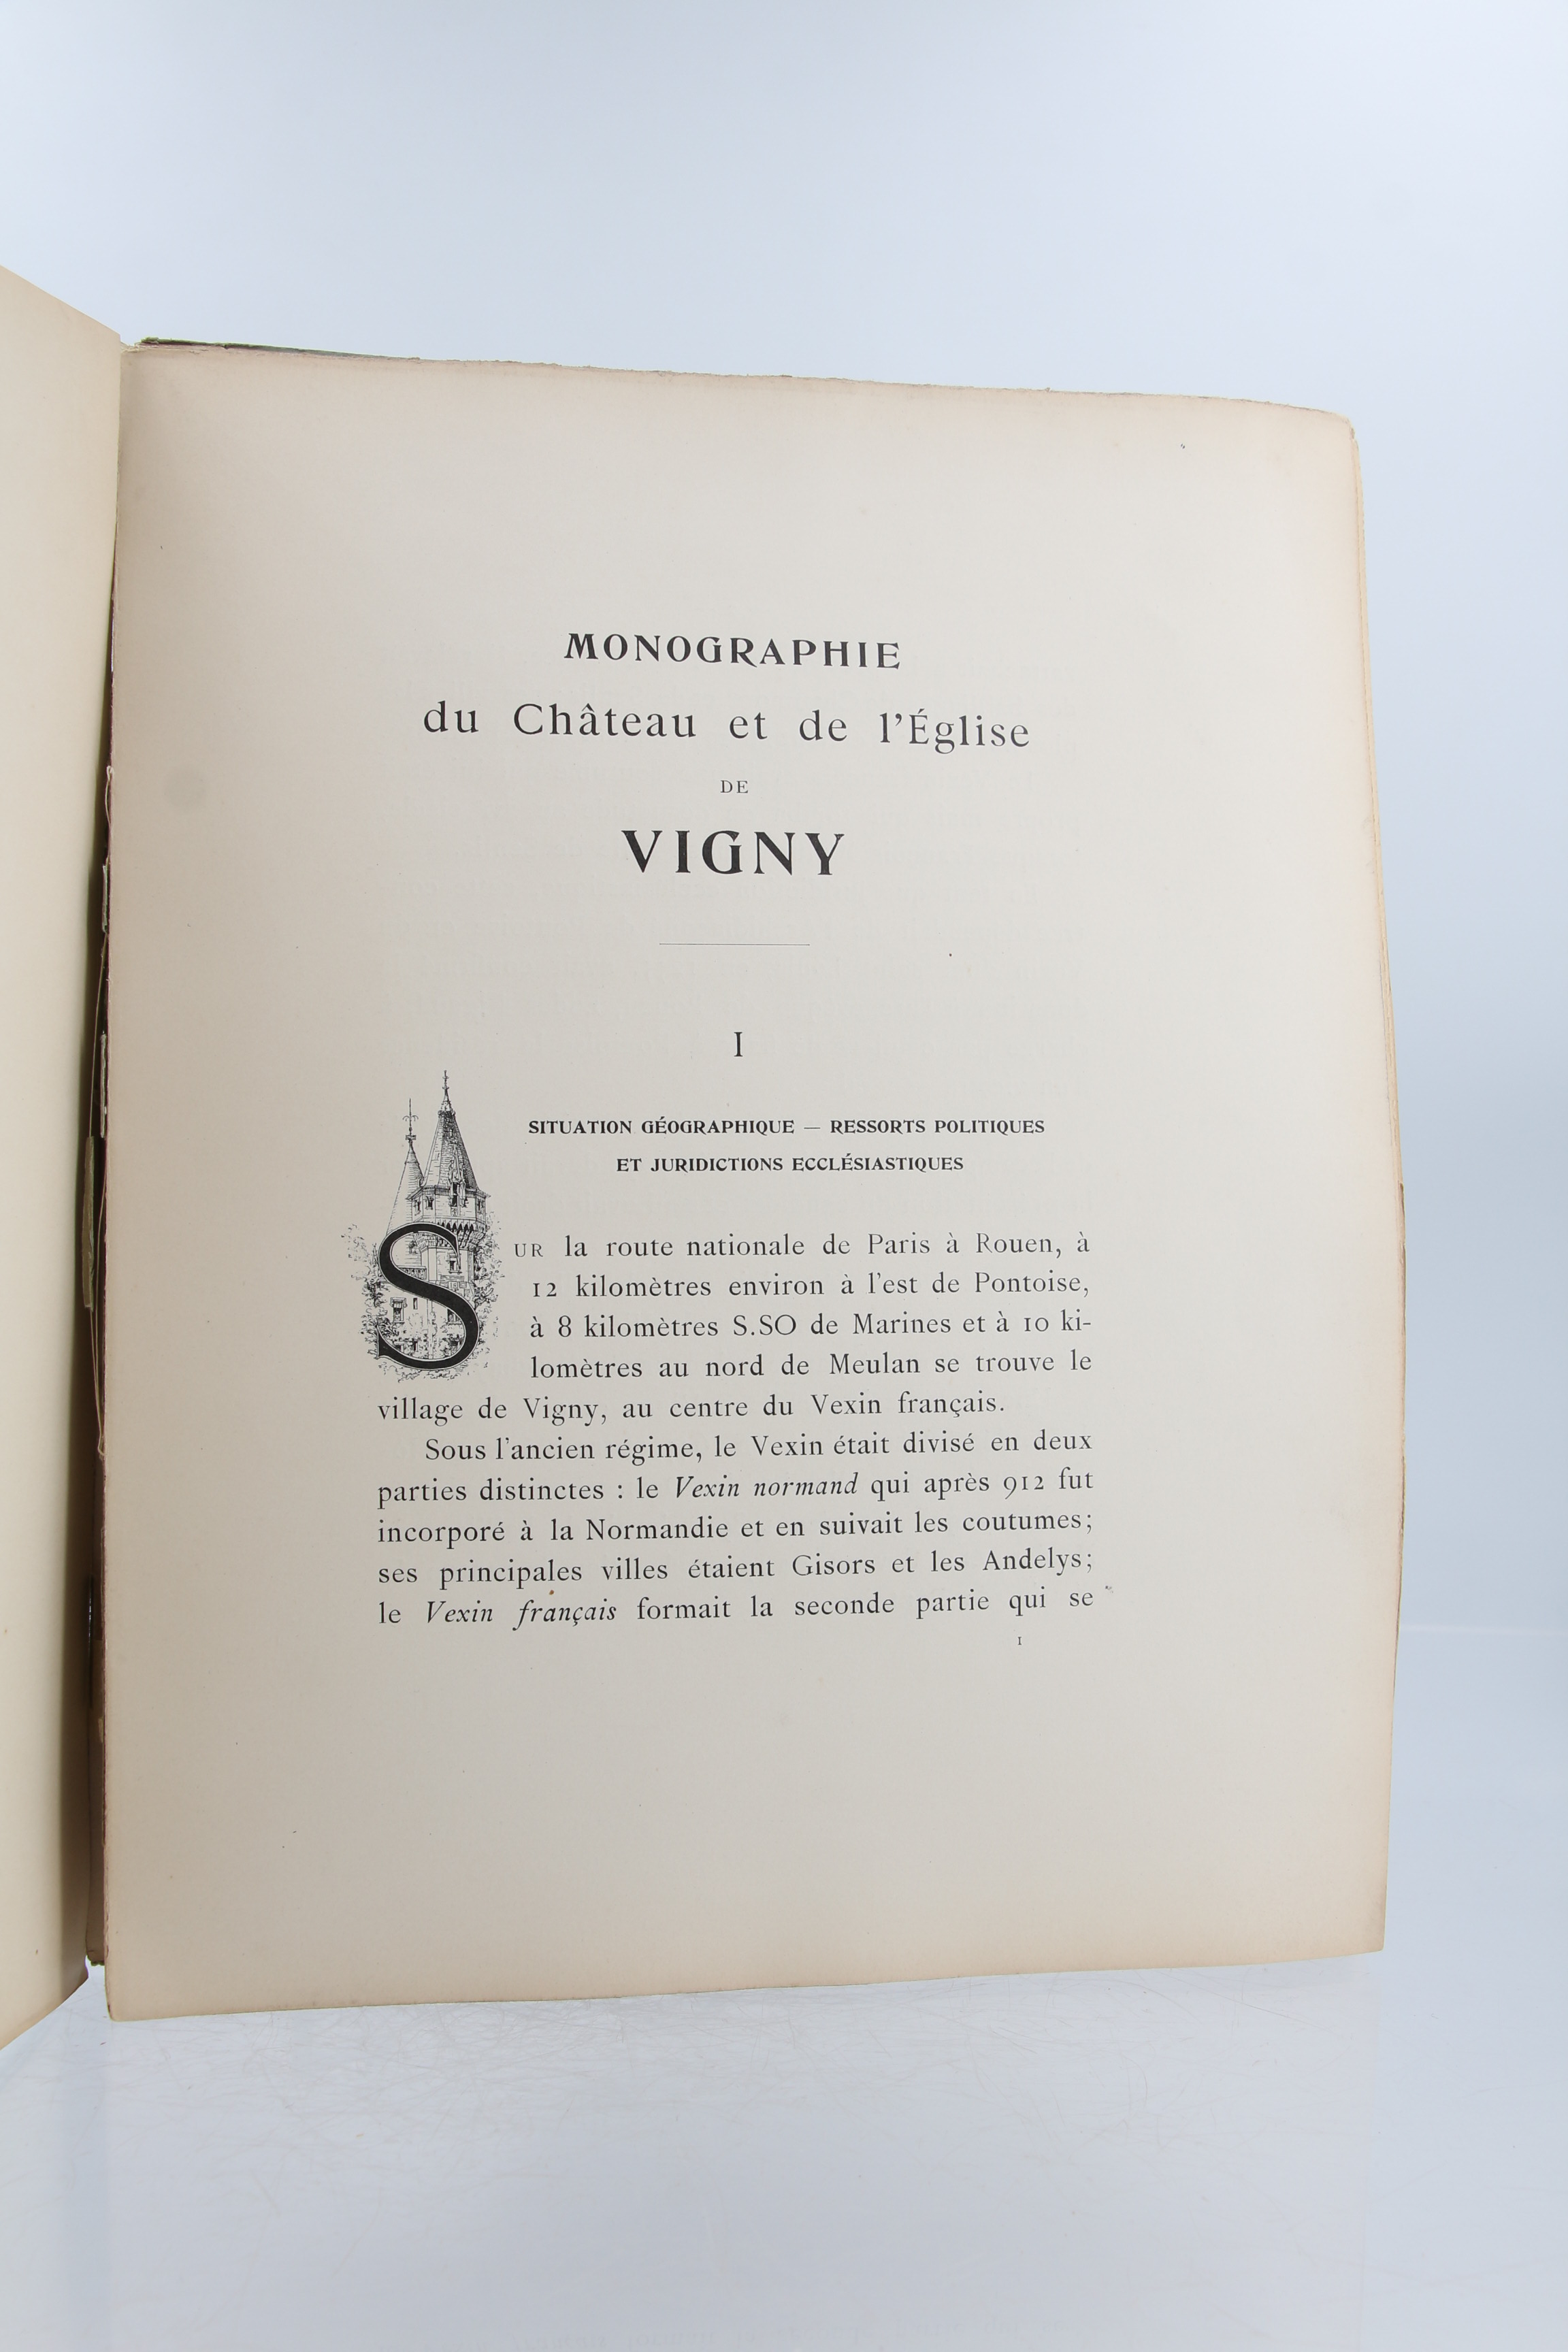 MONOGRAPHIE
du Château et de l'Église
DE
VIGNY
I
SITUATION GÉOGRAPHIQUE — RESSORTS POLITIQUES
ET JURIDICTIONS ECCLÉSIASTIQUES
SUR la route nationale de Paris à Rouen, à
12 kilomètres environ à l'est de Pontoise,
à 8 kilomètres S.SO de Marines et à 10 ki-
lomètres au nord de Meulan se trouve le
village de Vigny, au centre du Vexin français.
Sous l'ancien régime, le Vexin était divisé en deux
parties distinctes : le Vexin normand qui après 912 fut
incorporé à la Normandie et en suivait les coutumes;
ses principales villes étaient Gisors et les Andelys;
le Vexin français formait la seconde partie qui se
1